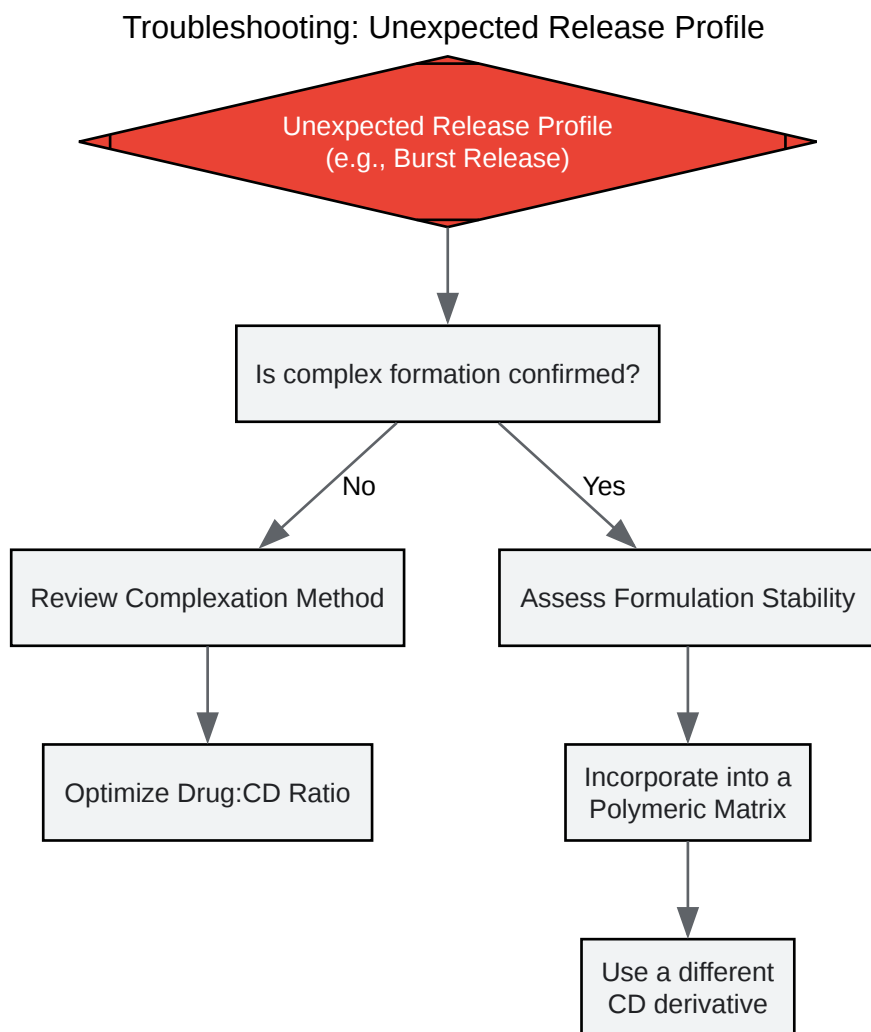 Troubleshooting: Unexpected Release Profile
Unexpected Release Profile
(e.g., Burst Release)
Is complex formation confirmed?
No
Yes
Review Complexation Method
Assess Formulation Stability
Optimize Drug:CD Ratio
Incorporate into a
Polymeric Matrix
Use a different
CD derivative